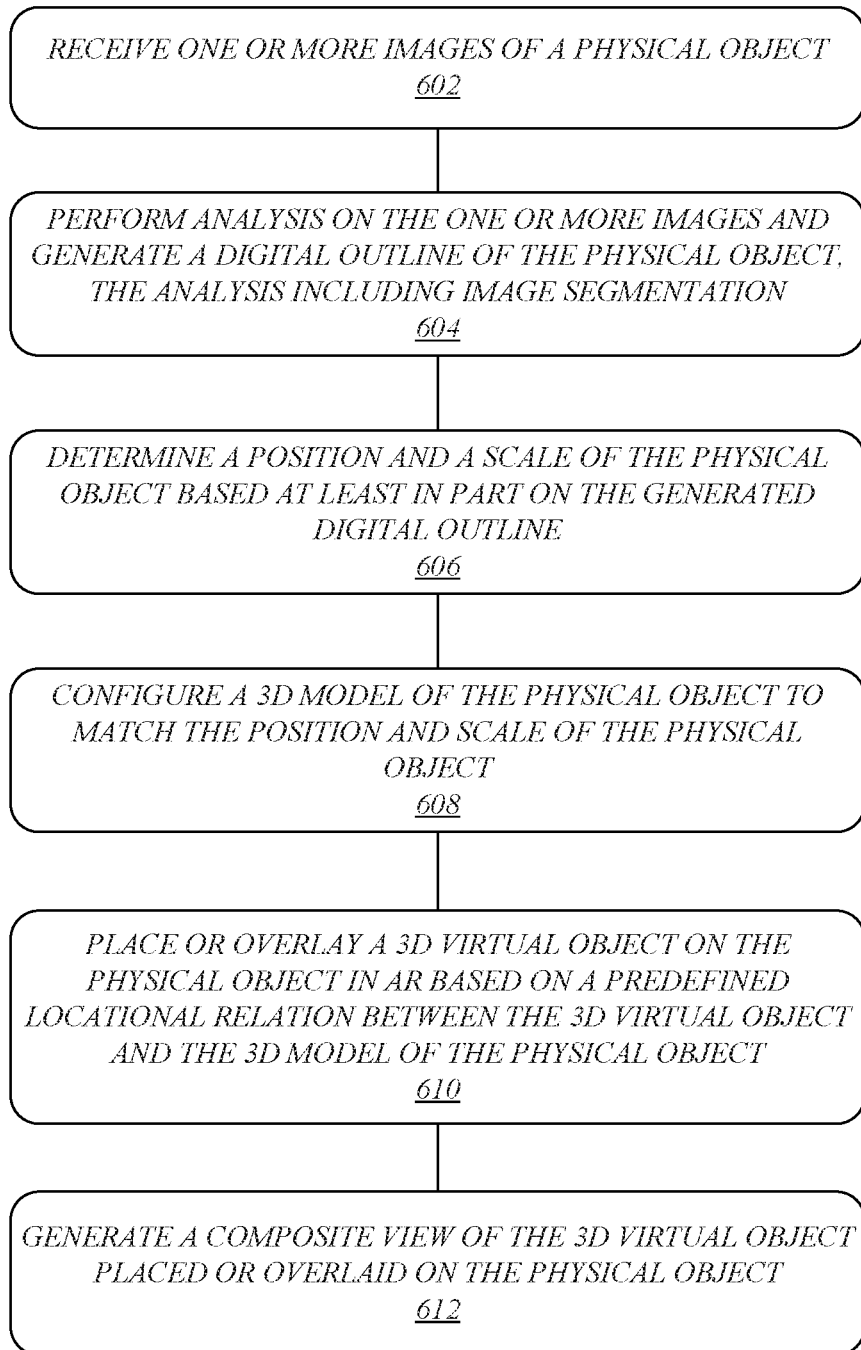 RECEIVE ONE OR MORE IMAGES OF A PHYSICAL OBJECT
602
PERFORM ANALYSIS ON THE ONE OR MORE IMAGES AND
GENERATE A DIGITAL OUTLINE OF THE PHYSICAL OBJECT,
THE ANALYSIS INCLUDING IMAGE SEGMENTATION
604
DETERMINE A POSITION AND A SCALE OF THE PHYSICAL
OBJECT BASED AT LEAST IN PART ON THE GENERATED
DIGITAL OUTLINE
606
CONFIGURE A 3D MODEL OF THE PHYSICAL OBJECT TO
MATCH THE POSITION AND SCALE OF THE PHYSICAL
OBJECT
608
PLACE OR OVERLAY A 3D VIRTUAL OBJECT ON THE
PHYSICAL OBJECT IN AR BASED ON A PREDEFINED
LOCATIONAL RELATION BETWEEN THE 3D VIRTUAL OBJECT
AND THE 3D MODEL OF THE PHYSICAL OBJECT
610
GENERATE A COMPOSITE VIEW OF THE 3D VIRTUAL OBJECT
PLACED OR OVERLAID ON THE PHYSICAL OBJECT
612